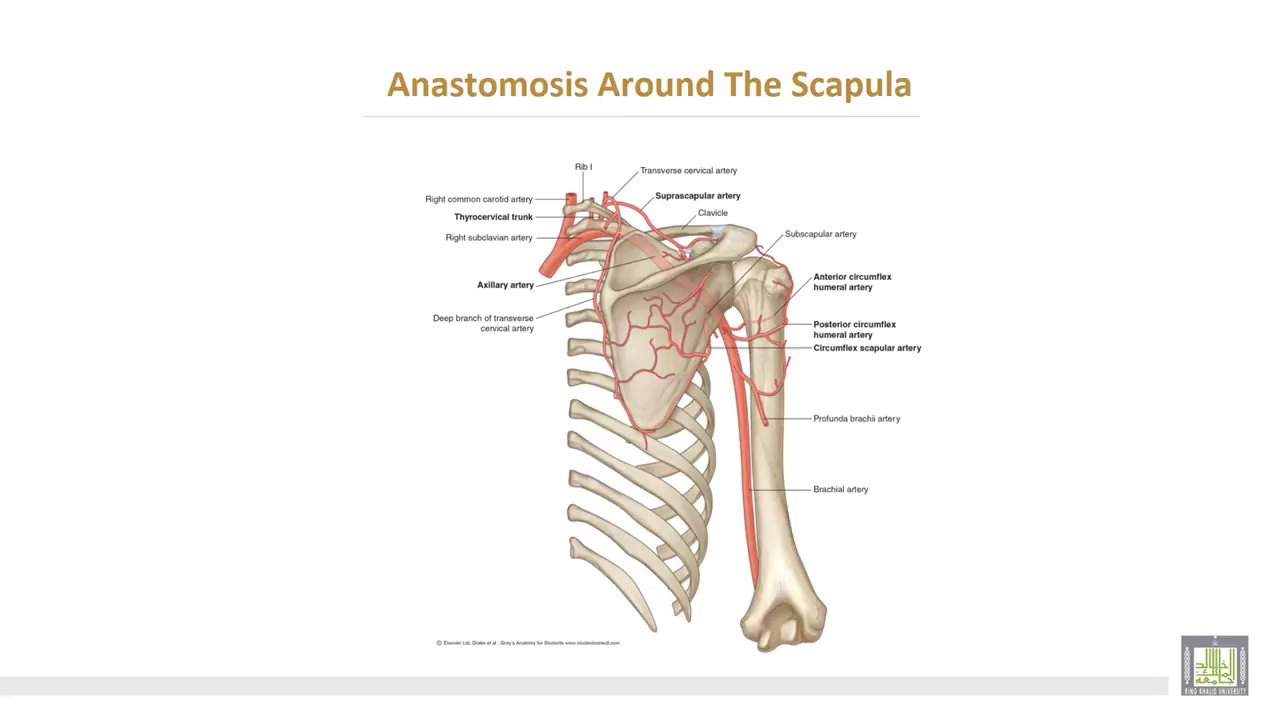 Anastomosis Around The Scapula
Rib I
Transverse cervical artery
Right common carotid artery
Suprascapular artery
Thyrocervical trunk
Clavicle
Right subclavian artery
Subscapular artery
Axillary artery
Anterior circumflex
humeral artery
Deep branch of transverse
cervical artery
Posterior circumflex
humeral artery
Circumflex scapular artery
Profunda brachii artery
Brachial artery
© Elsevier Ltd. Drake et al : Gray's Anatomy for Students www.studentconsult.com
KING KHALID UNIVERSITY